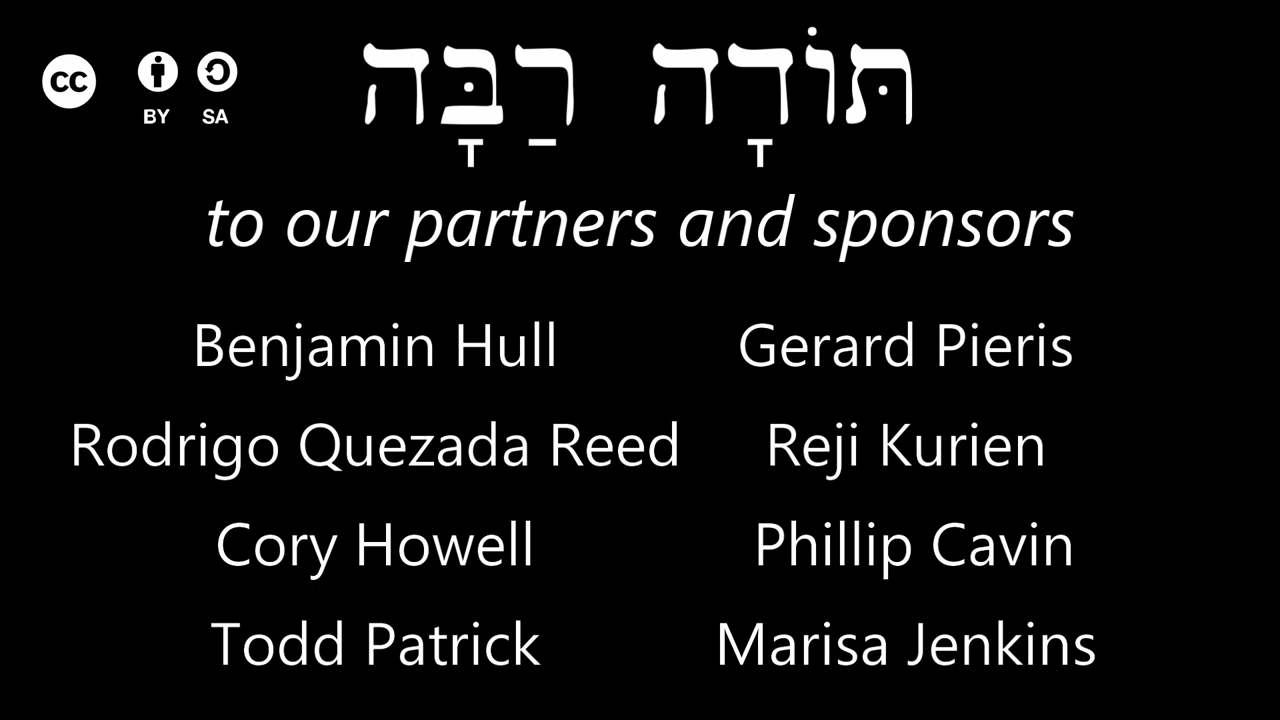 cc
BY SA
תּוֹדָה רַבָּה
to our partners and sponsors
Benjamin Hull Gerard Pieris
Rodrigo Quezada Reed Reji Kurien
Cory Howell Phillip Cavin
Todd Patrick Marisa Jenkins